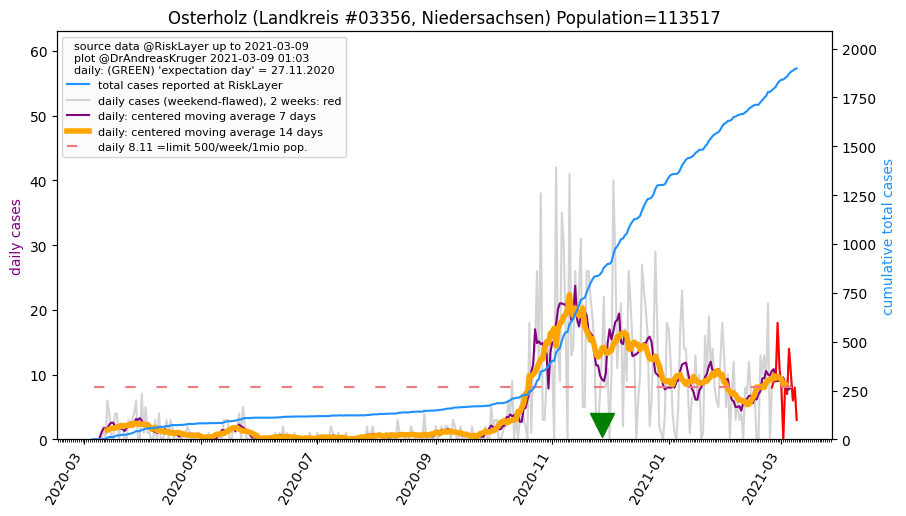 Osterholz (Landkreis #03356, Niedersachsen) Population=113517
source data @RiskLayer up to 2021-03-09
plot @DrAndreasKruger 2021-03-09 01:03
daily: (GREEN) 'expectation day' = 27.11.2020
total cases reported at RiskLayer
daily cases (weekend-flawed), 2 weeks: red
daily: centered moving average 7 days
daily: centered moving average 14 days
daily 8.11 =limit 500/week/1mio pop.
daily cases
60
50
40
30
20
10
0
cumulative total cases
2000
1750
1500
1250
1000
750
500
250
0
2020-03
2020-05
2020-07
2020-09
2020-11
2021-01
2021-03